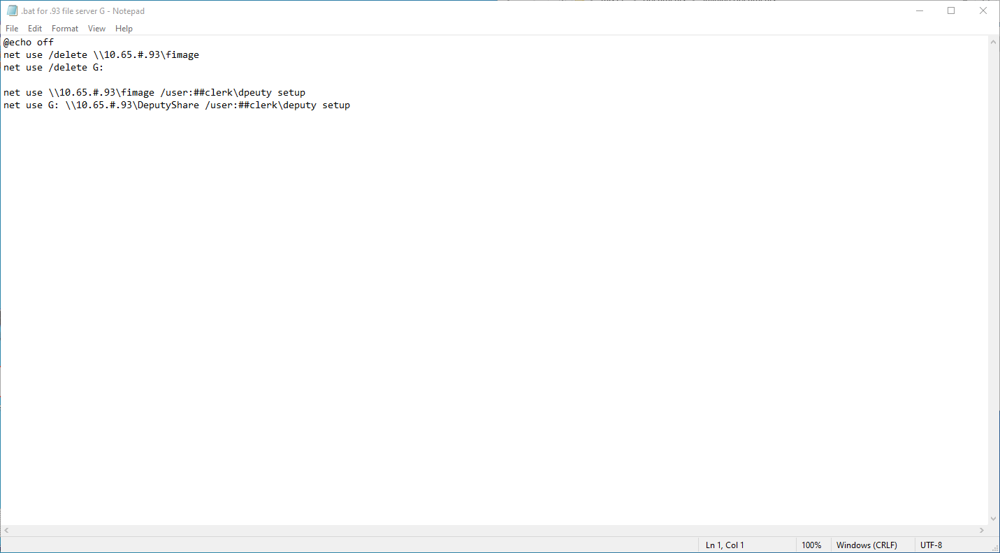 .bat for .93 file server G - Notepad
File Edit Format View Help
@echo off
net use /delete \\10.65.#.93\fimage
net use /delete G:
net use \\10.65.#.93\fimage /user:##clerk\dpeuty setup
net use G: \\10.65.#.93\DeputyShare /user:##clerk\deputy setup
Ln 1, Col 1 100% Windows (CRLF) UTF-8